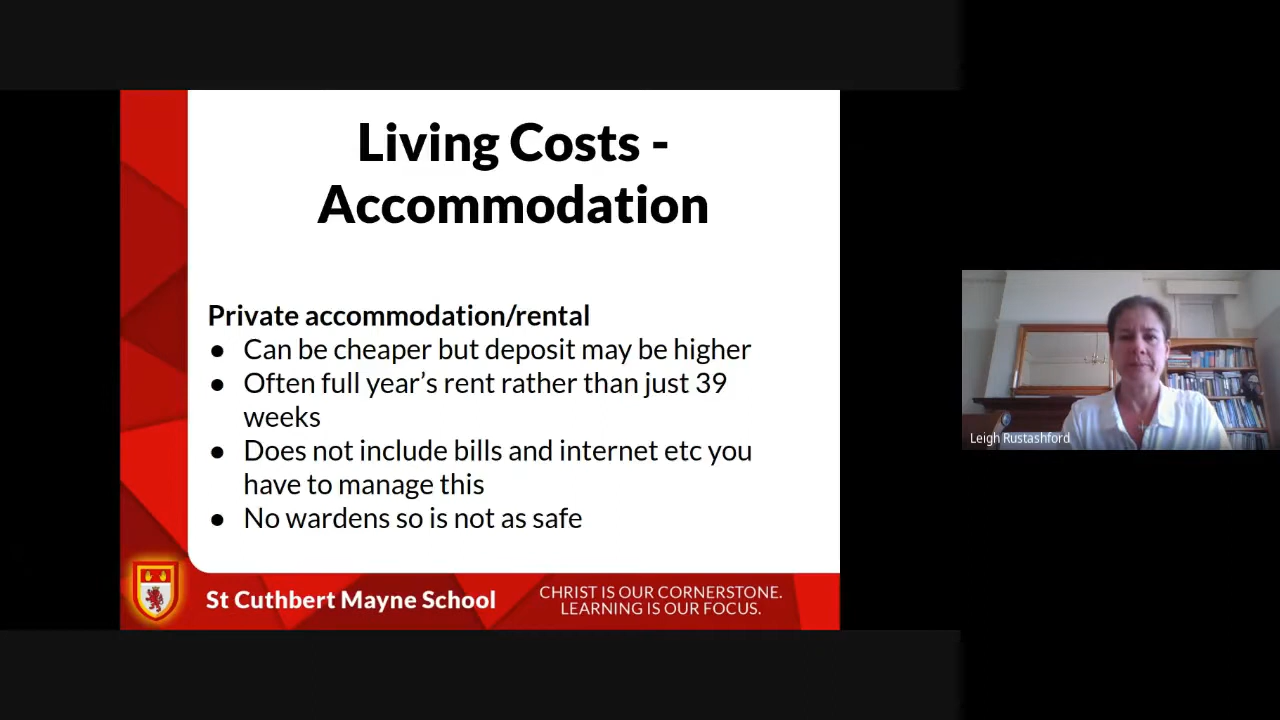 Living Costs -
Accommodation
Private accommodation/rental
● Can be cheaper but deposit may be higher
● Often full year’s rent rather than just 39
weeks
● Does not include bills and internet etc you
have to manage this
● No wardens so is not as safe
St Cuthbert Mayne School
CHRIST IS OUR CORNERSTONE.
LEARNING IS OUR FOCUS.
Leigh Rustashford